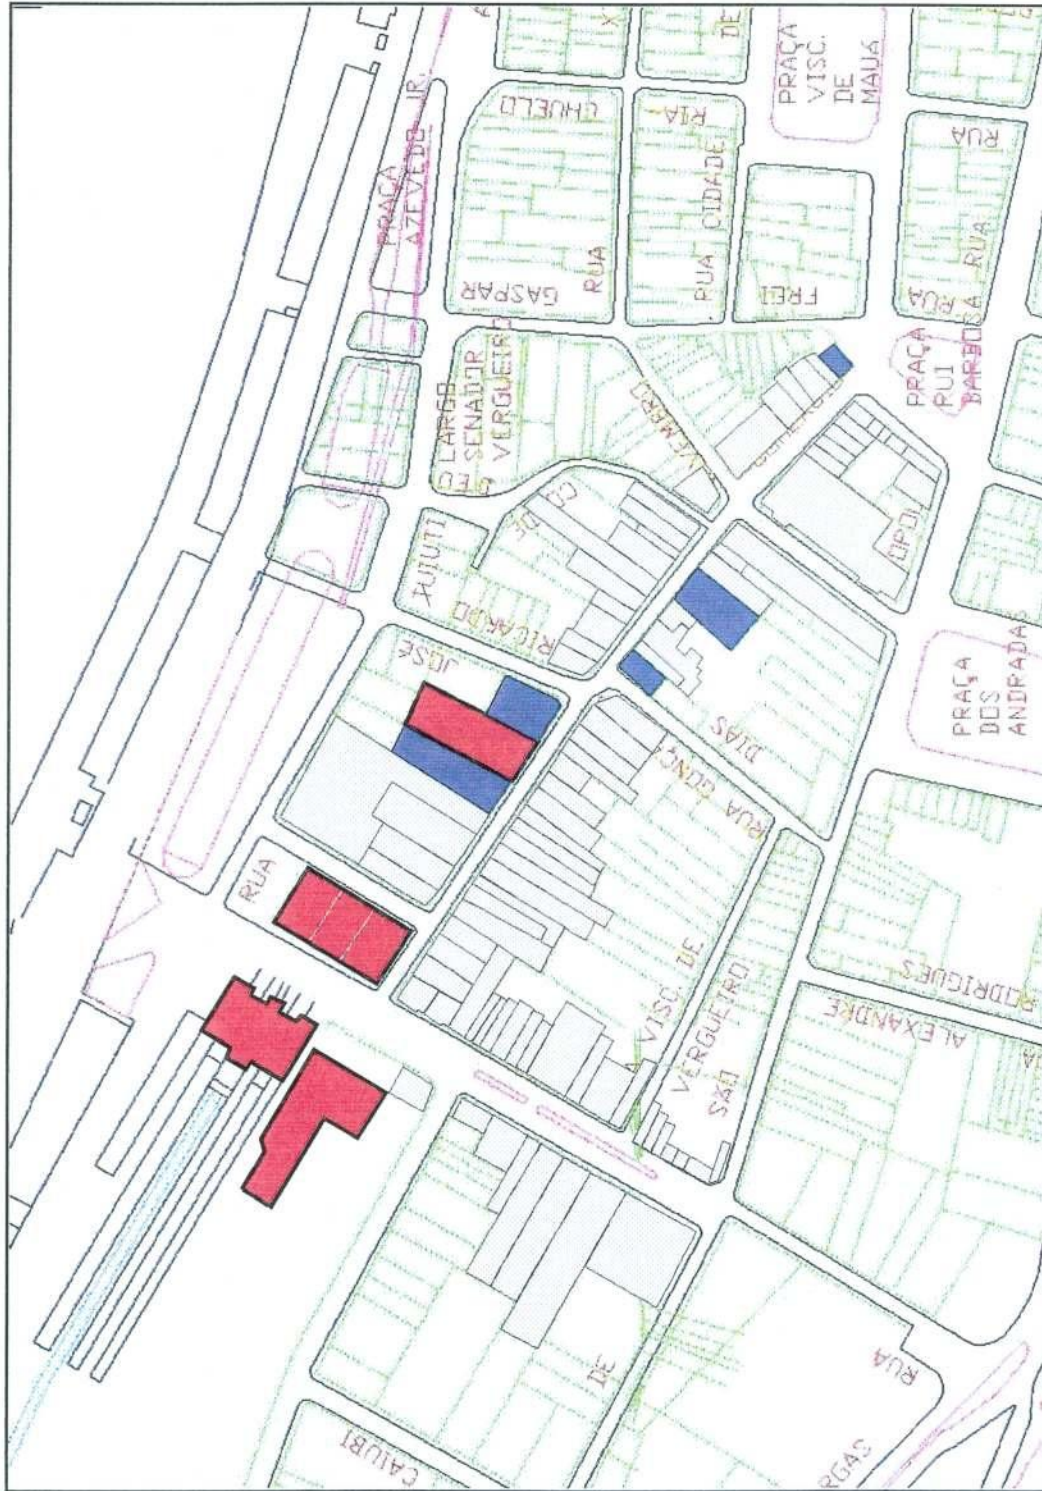 PRAÇA
VISC.
DE
MAUÁ
DE
X
CHUELO
RIA
RUA
PRAÇA
AZEVEDO JR.
CIDADE
RUA
RUA
GASPAR
FREI
RUA
RUA
LARGO
SENADOR
VERGUEIRO
PRAÇA
RUI
BARBOSA
TUIUTI
RICARDO
JOSÉ
DIAS
RUA GONÇ
PRAÇA
DOS
ANDRADAS
RUA
VISC. DE
VERGUEIRO
SÃO
RODRIGUES
ALEXANDRE
DE
RUA
CAIUBI
RGAS